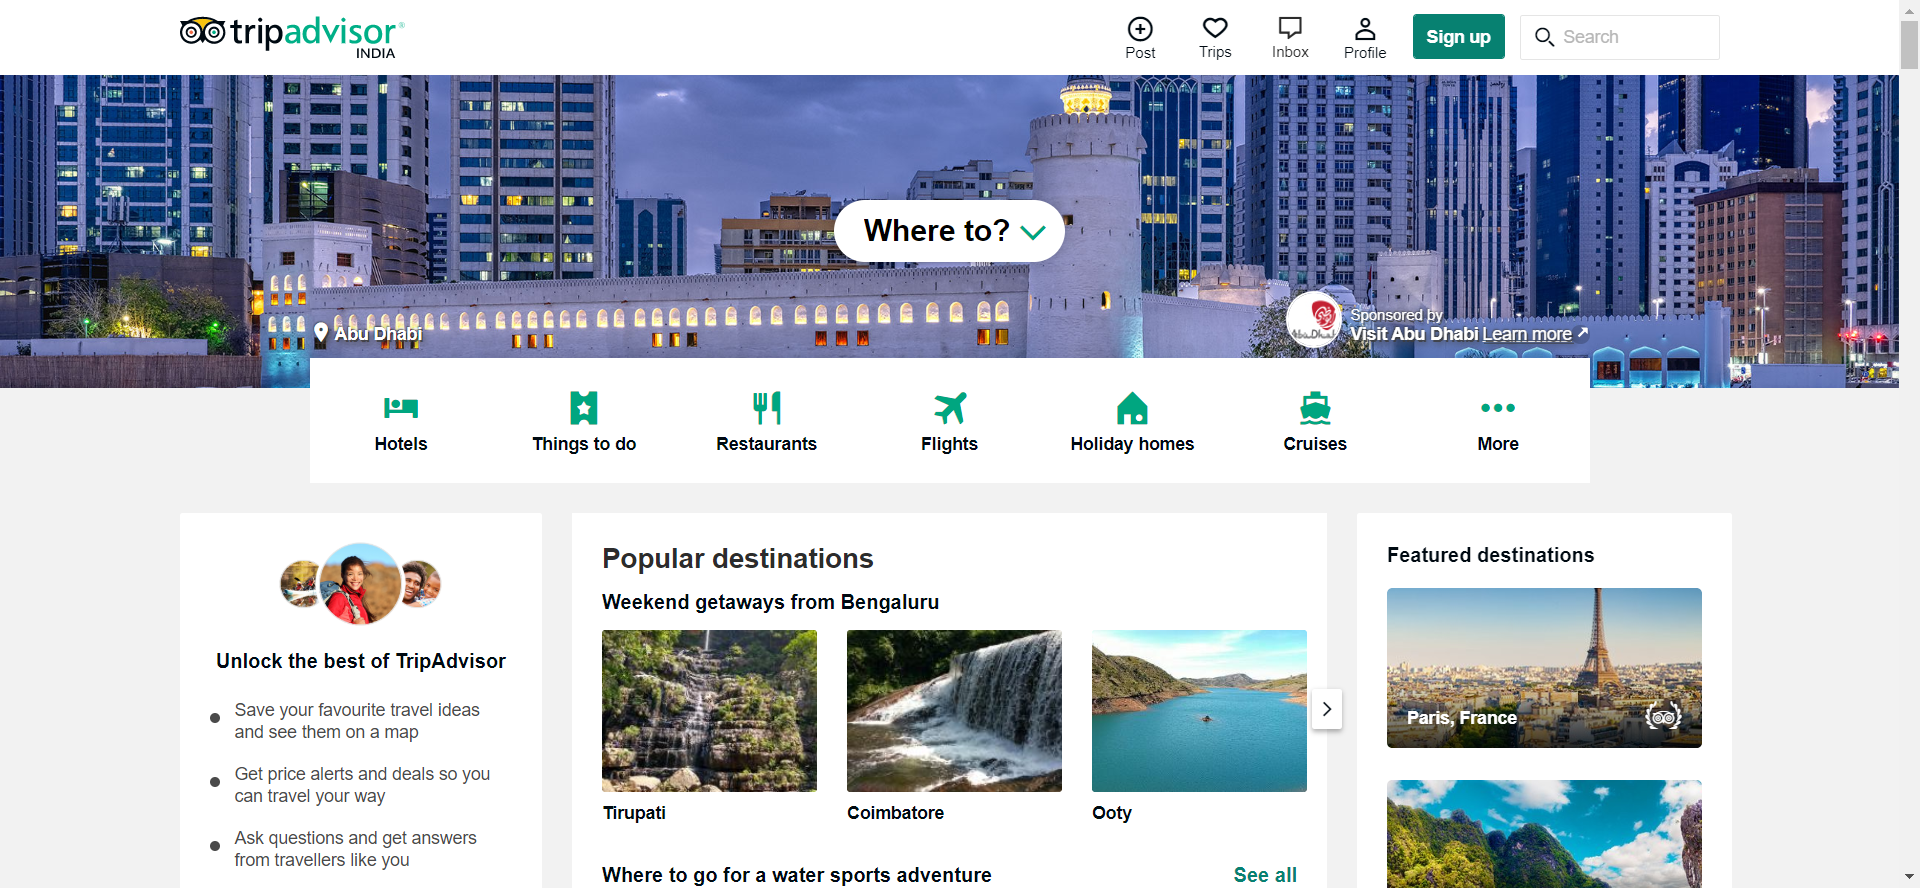 tripadvisor®
INDIA
Post
Trips
Inbox
Profile
Sign up
Search
Where to?
Abu Dhabi
Sponsored by
Visit Abu Dhabi Learn more
Hotels
Things to do
Restaurants
Flights
Holiday homes
Cruises
More
Unlock the best of TripAdvisor
Save your favourite travel ideas
and see them on a map
Get price alerts and deals so you
can travel your way
Ask questions and get answers
from travellers like you
Popular destinations
Weekend getaways from Bengaluru
Tirupati
Coimbatore
Ooty
Where to go for a water sports adventure
See all
Featured destinations
Paris, France